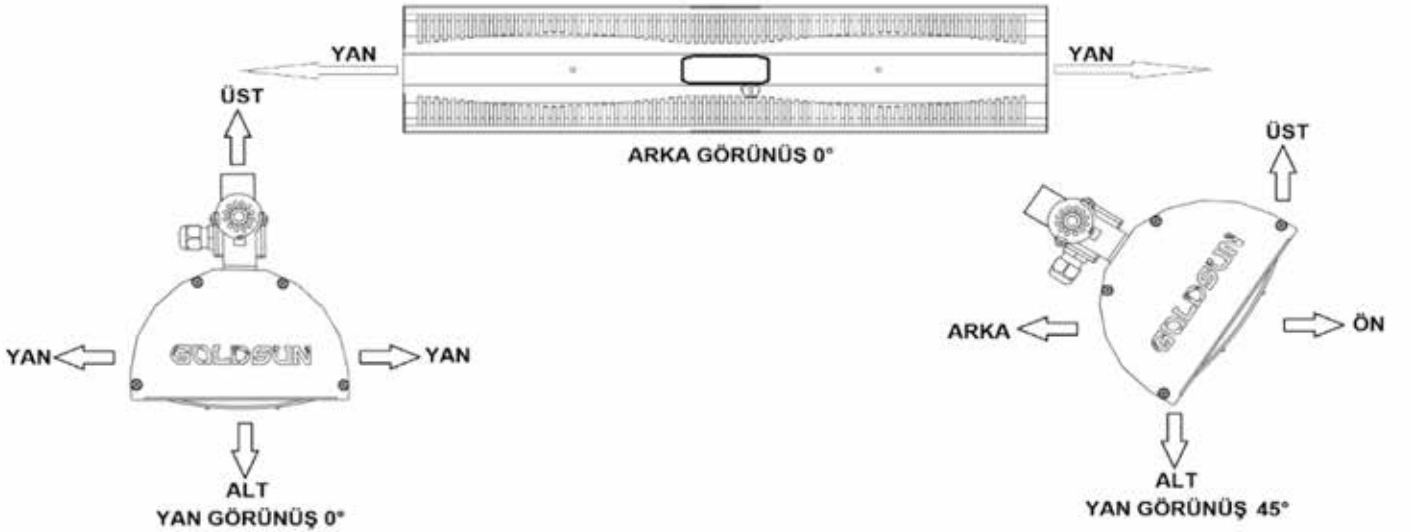 YAN
YAN
ARKA GÖRÜNÜŞ 0°
ÜST
YAN
GOLDSUN
YAN
ALT
YAN GÖRÜNÜŞ 0°
ÜST
GOLDSUN
ARKA
ÖN
ALT
YAN GÖRÜNÜŞ 45°